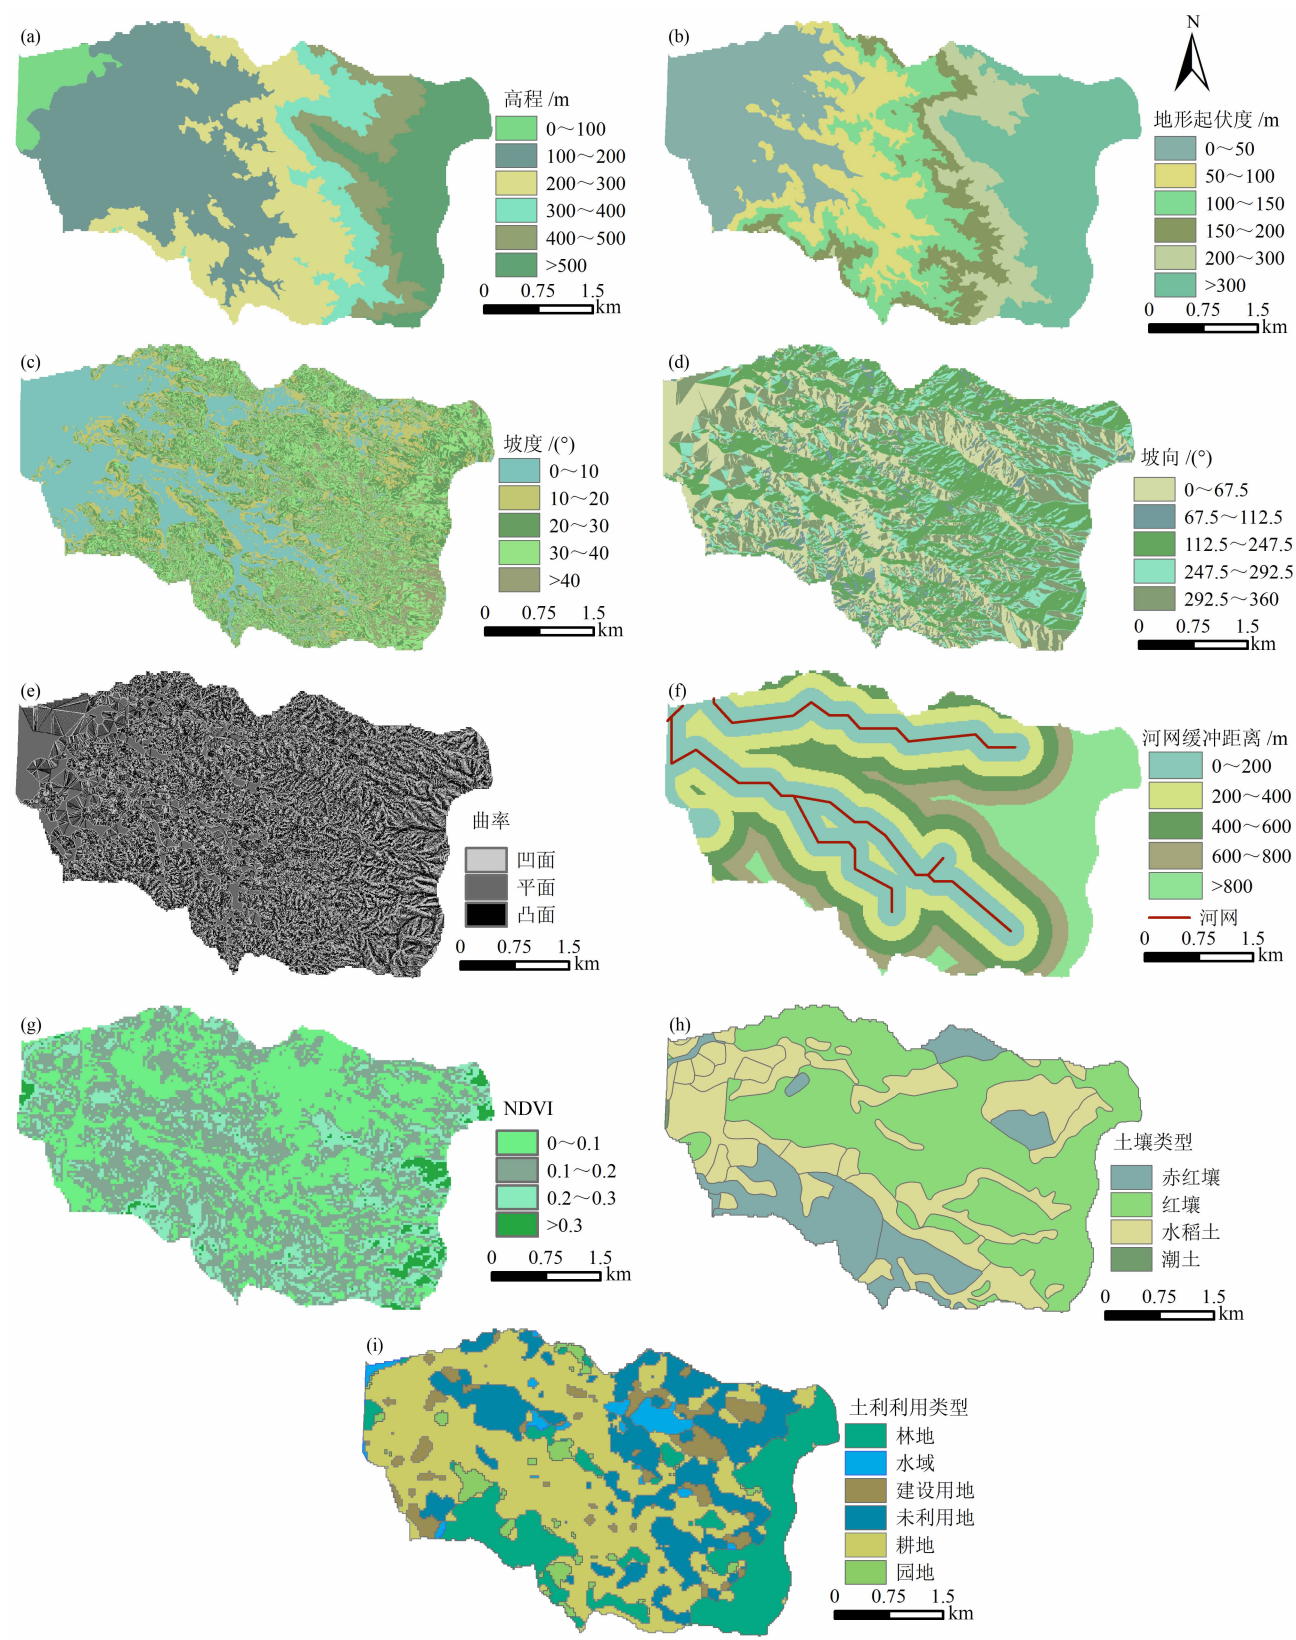 (a)
高程 /m
0～100
100～200
200～300
300～400
400～500
>500
0 0.75 1.5
km
(b)
N
地形起伏度 /m
0～50
50～100
100～150
150～200
200～300
>300
0 0.75 1.5
km
(c)
坡度 /(°)
0～10
10～20
20～30
30～40
>40
0 0.75 1.5
km
(d)
坡向 /(°)
0～67.5
67.5～112.5
112.5～247.5
247.5～292.5
292.5～360
0 0.75 1.5
km
(e)
曲率
凹面
平面
凸面
0 0.75 1.5
km
(f)
河网缓冲距离 /m
0～200
200～400
400～600
600～800
>800
河网
0 0.75 1.5
km
(g)
NDVI
0～0.1
0.1～0.2
0.2～0.3
>0.3
0 0.75 1.5
km
(h)
土壤类型
赤红壤
红壤
水稻土
潮土
0 0.75 1.5
km
(i)
土利利用类型
林地
水域
建设用地
未利用地
耕地
园地
0 0.75 1.5
km